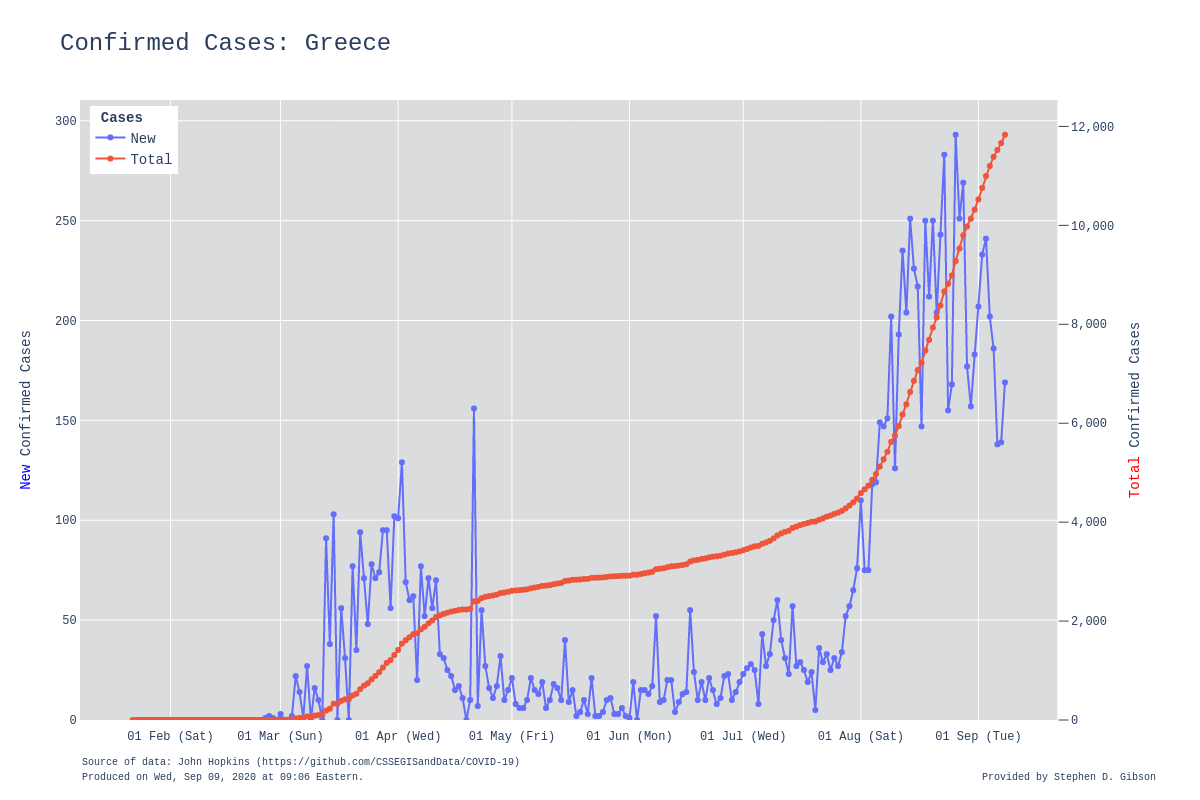 Confirmed Cases: Greece
Cases
New
Total
300
250
200
150
100
50
0
12,000
10,000
8,000
6,000
4,000
2,000
0
New Confirmed Cases
Total Confirmed Cases
01 Feb (Sat)
01 Mar (Sun)
01 Apr (Wed)
01 May (Fri)
01 Jun (Mon)
01 Jul (Wed)
01 Aug (Sat)
01 Sep (Tue)
Source of data: John Hopkins (https://github.com/CSSEGISandData/COVID-19)
Produced on Wed, Sep 09, 2020 at 09:06 Eastern.
Provided by Stephen D. Gibson